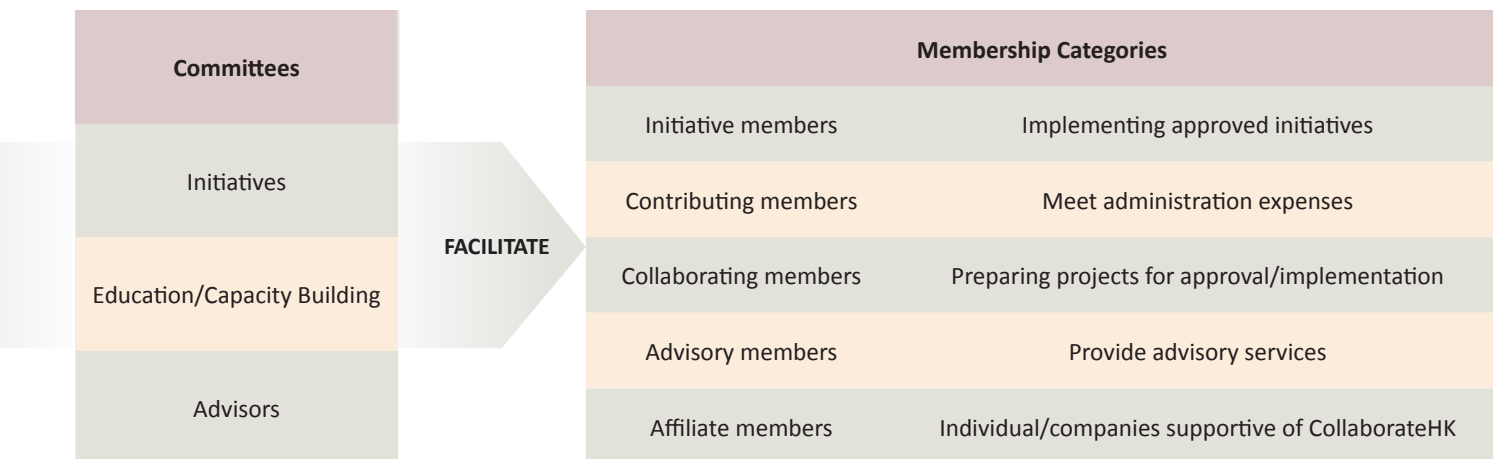 Committees
Initiatives
Education/Capacity Building
Advisors
FACILITATE
Membership Categories
Initiative members Implementing approved initiatives
Contributing members Meet administration expenses
Collaborating members Preparing projects for approval/implementation
Advisory members Provide advisory services
Affiliate members Individual/companies supportive of CollaborateHK